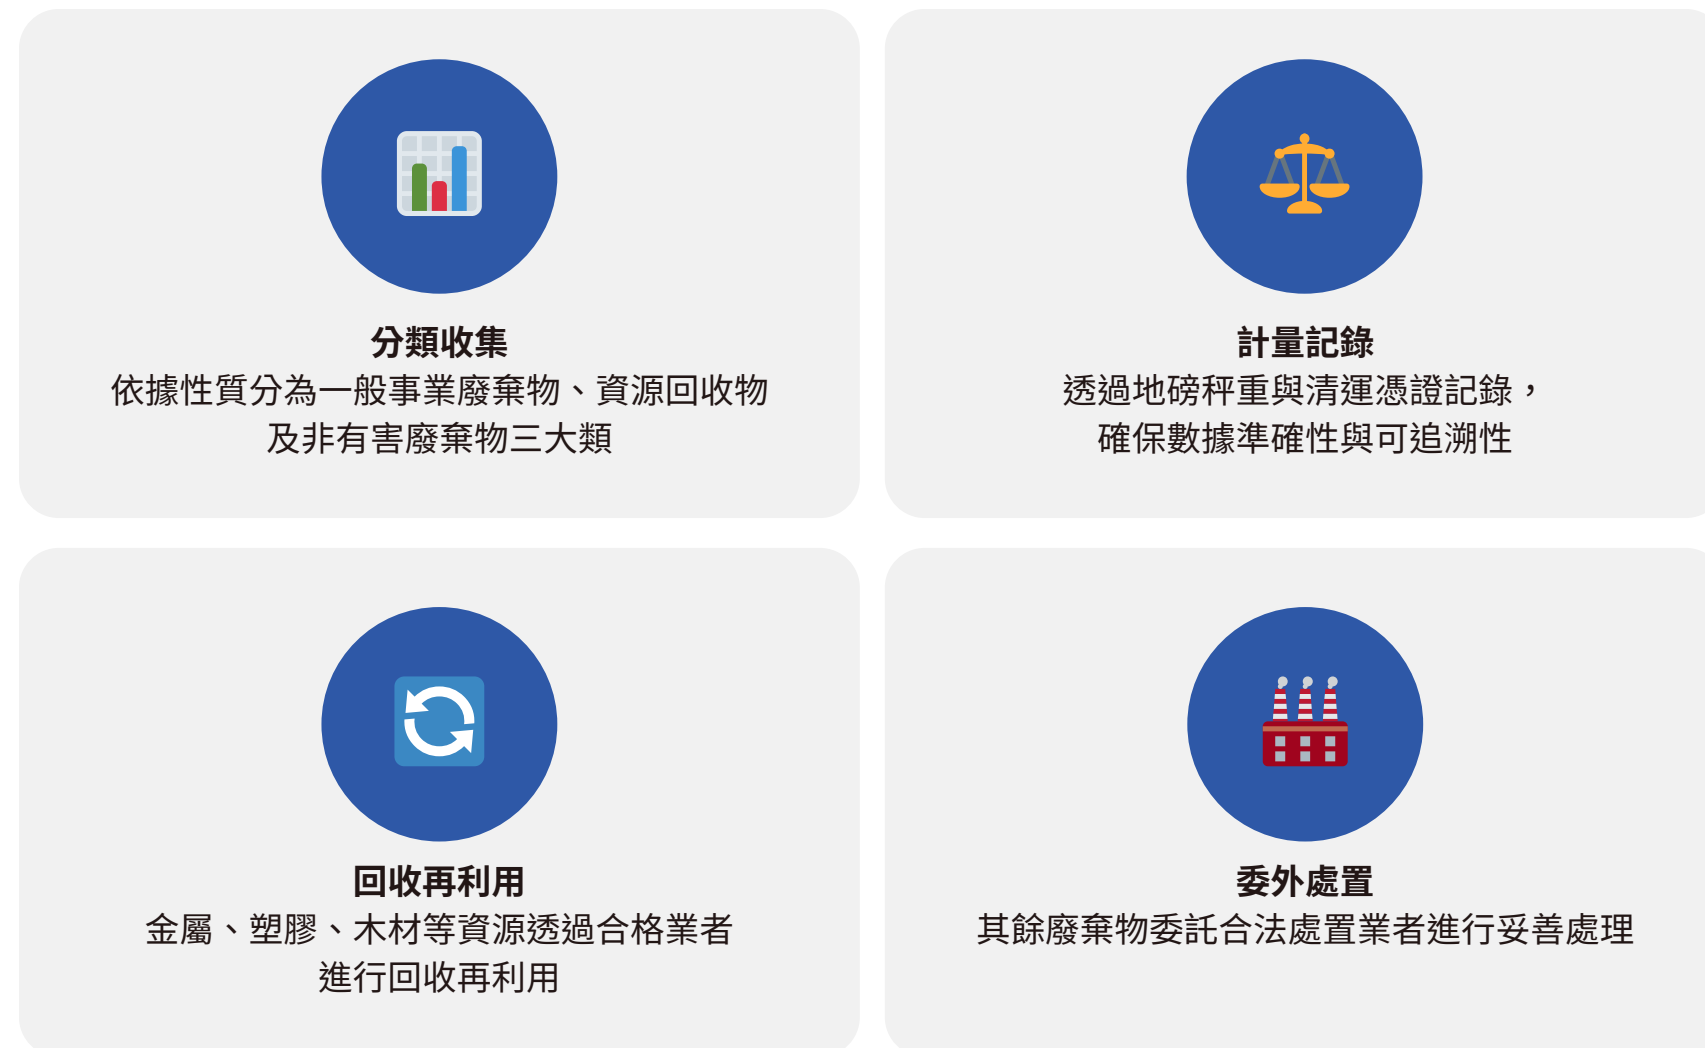 分類收集
依據性質分為一般事業廢棄物、資源回收物
及非有害廢棄物三大類
計量記錄
透過地磅秤重與清運憑證記錄，
確保數據準確性與可追溯性
回收再利用
金屬、塑膠、木材等資源透過合格業者
進行回收再利用
委外處置
其餘廢棄物委託合法處置業者進行妥善處理